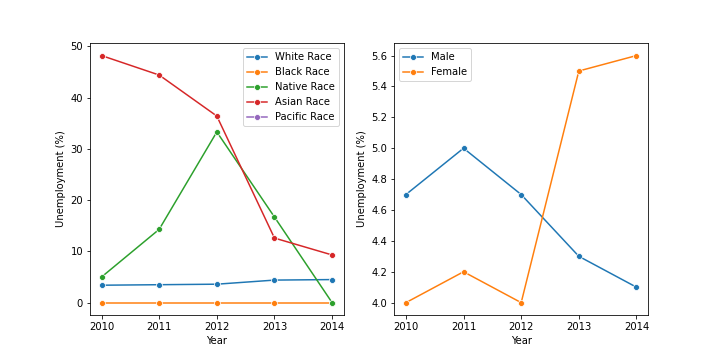 50
40
30
20
10
0
Unemployment (%)
2010 2011 2012 2013 2014
Year
White Race
Black Race
Native Race
Asian Race
Pacific Race
5.6
5.4
5.2
5.0
4.8
4.6
4.4
4.2
4.0
Unemployment (%)
2010 2011 2012 2013 2014
Year
Male
Female